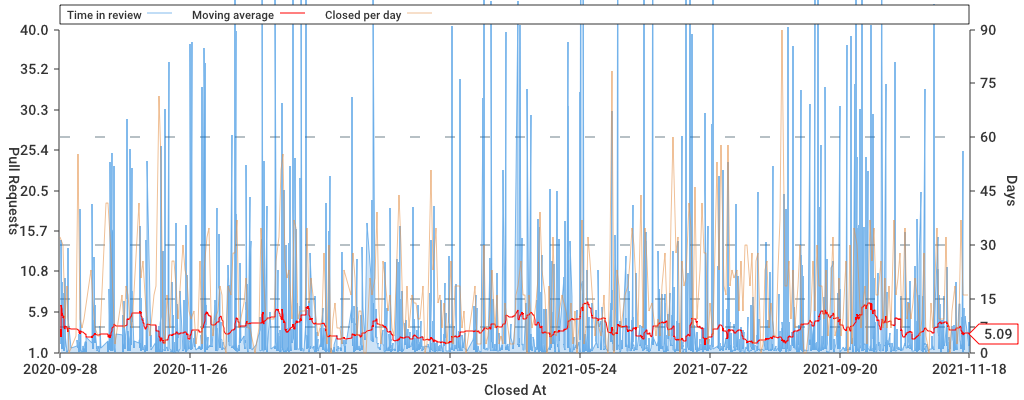 Time in review Moving average Closed per day
40.0 90
35.2 75
30.3 60
25.4 45
20.5
15.7 30
10.8 15
5.9 5.09
1.0 0
Pull Requests
Days
2020-09-28 2020-11-26 2021-01-25 2021-03-25 2021-05-24 2021-07-22 2021-09-20 2021-11-18
Closed At